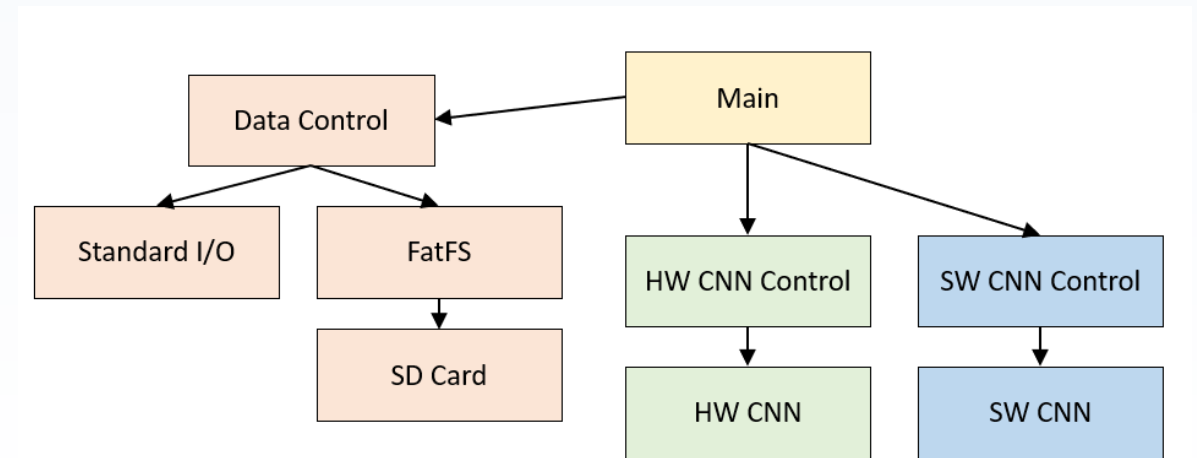 Main
Data Control
Standard I/O
FatFS
HW CNN Control
SW CNN Control
SD Card
HW CNN
SW CNN